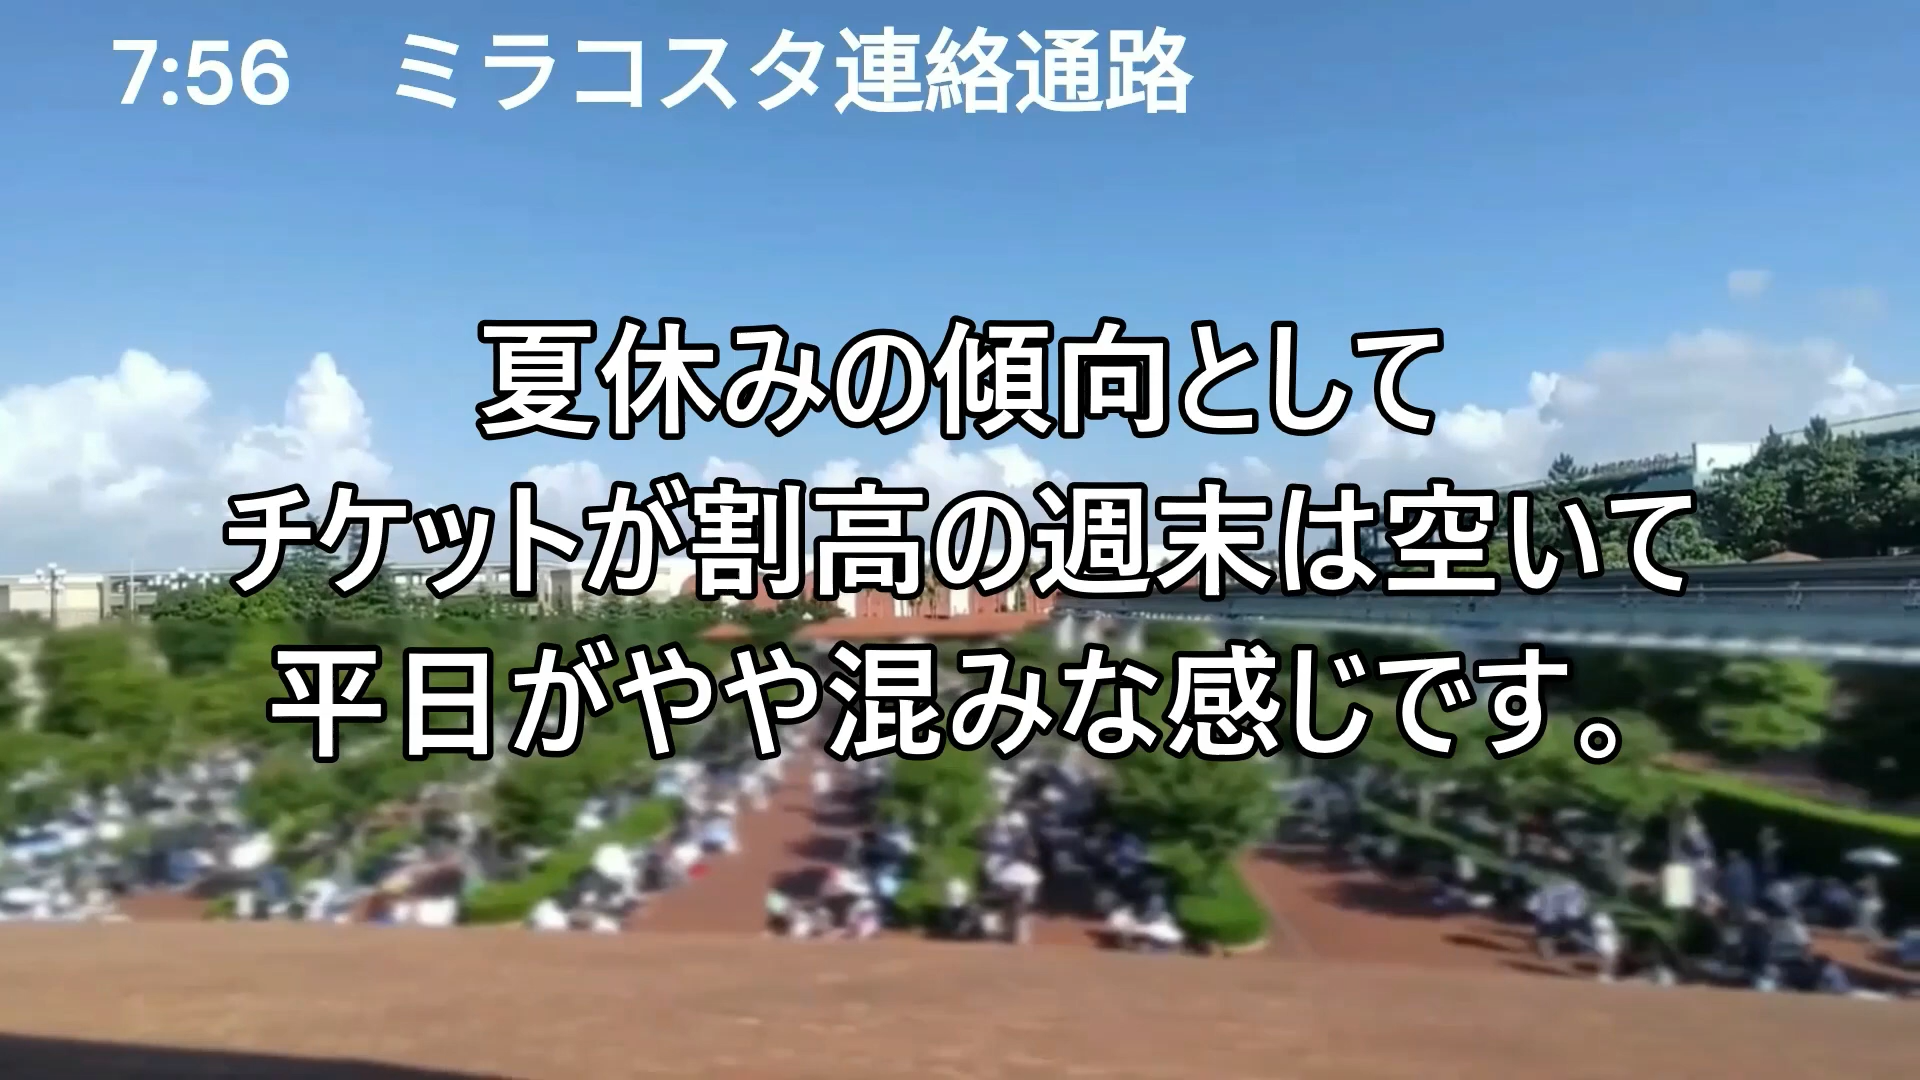 7:56 ミラコスタ連絡通路
夏休みの傾向として
チケットが割高の週末は空いて
平日がやや混みな感じです。